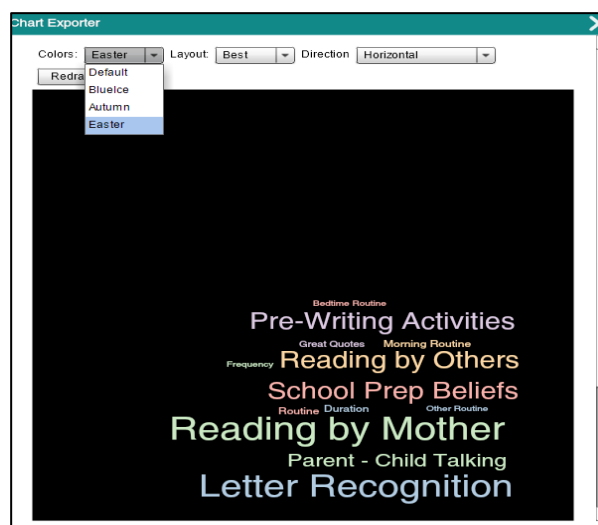 Chart Exporter
Colors: Easter Layout: Best Direction Horizontal
Redra
Default
BlueIce
Autumn
Easter
Bedtime Routine
Pre-Writing Activities
Great Quotes Morning Routine
Frequency Reading by Others
School Prep Beliefs
Routine Duration Other Routine
Reading by Mother
Parent - Child Talking
Letter Recognition